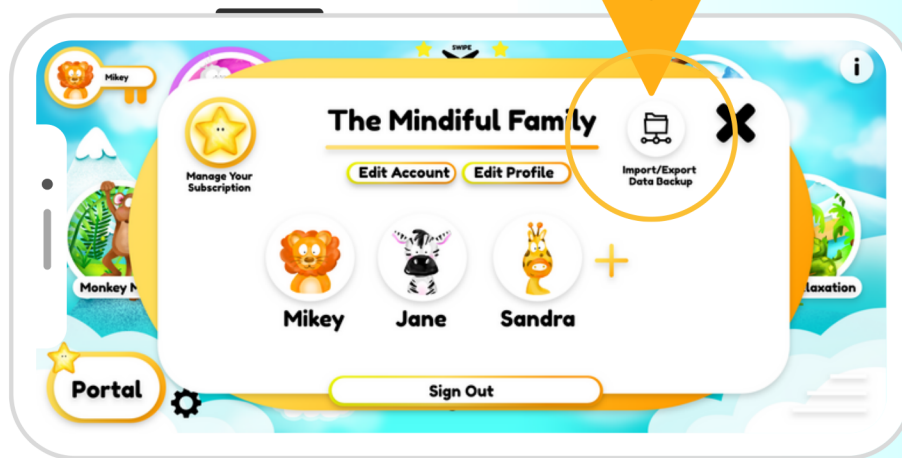 SWIPE
Mikey
i
The Mindiful Family
Manage Your
Subscription
Edit Account
Edit Profile
Import/Export
Data Backup
Monkey M
laxation
Mikey
Jane
Sandra
Portal
Sign Out